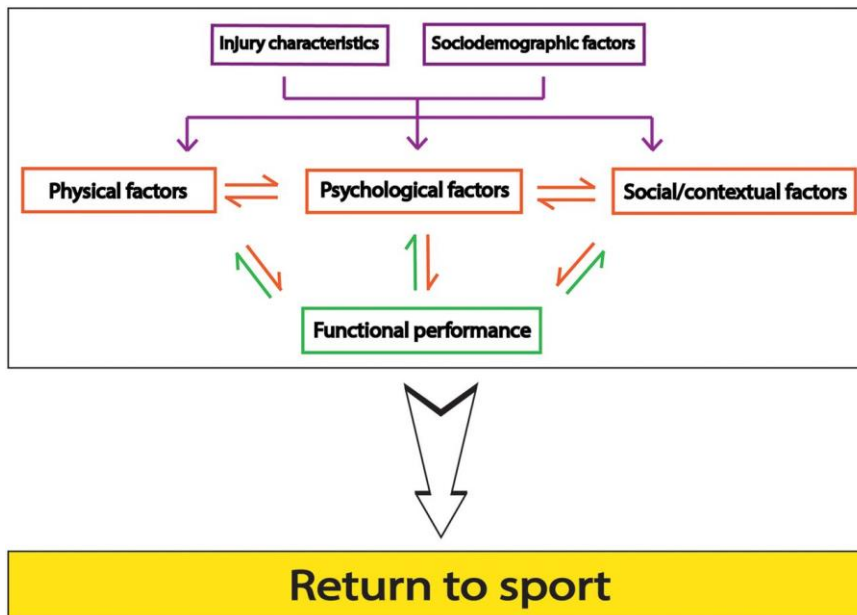 Injury characteristics
Sociodemographic factors
Physical factors
Psychological factors
Social/contextual factors
Functional performance
Return to sport